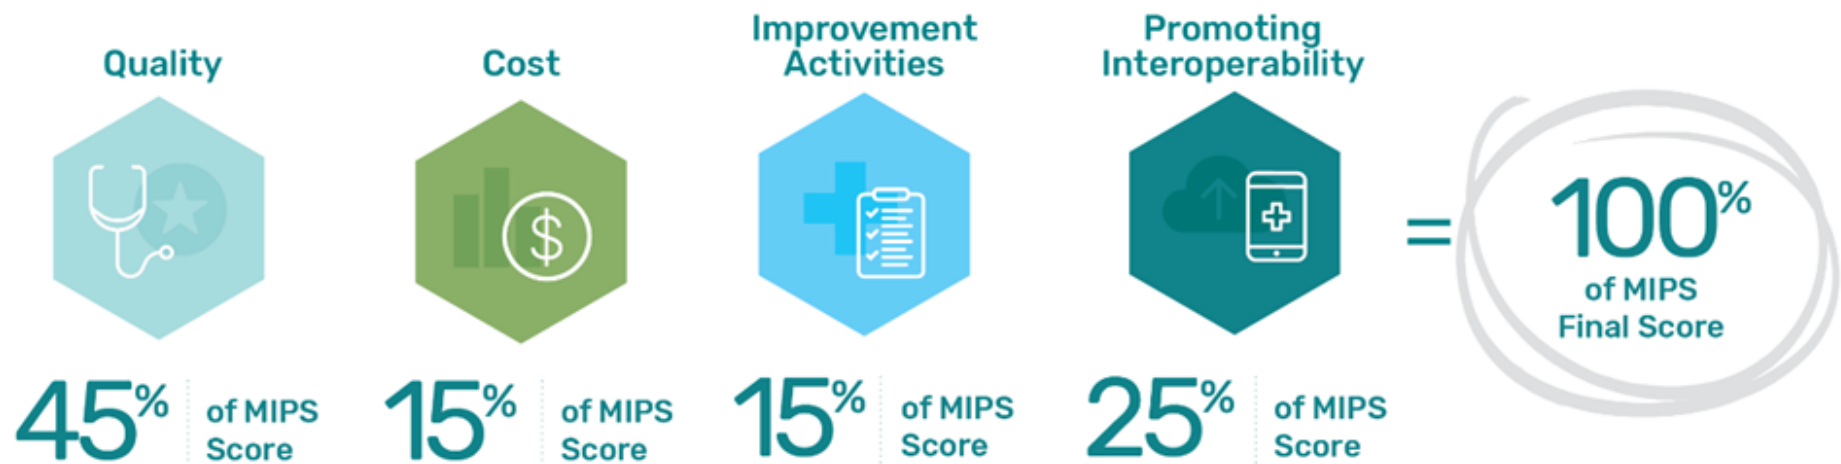 Quality
Cost
Improvement
Activities
Promoting
Interoperability
45% of MIPS
Score
15% of MIPS
Score
15% of MIPS
Score
25% of MIPS
Score
$
=
100%
of MIPS
Final Score